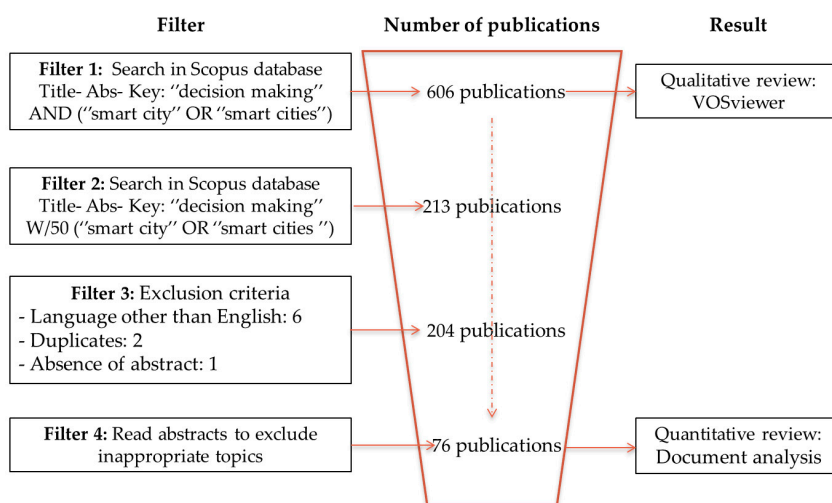 Filter
Number of publications
Result
Filter 1: Search in Scopus database
Title- Abs- Key: ‘‘decision making’’
AND (‘‘smart city’’ OR ‘‘smart cities’’)
606 publications
Qualitative review:
VOSviewer
Filter 2: Search in Scopus database
Title- Abs- Key: ‘‘decision making’’
W/50 (‘‘smart city’’ OR ‘‘smart cities ’’)
213 publications
Filter 3: Exclusion criteria
- Language other than English: 6
- Duplicates: 2
- Absence of abstract: 1
204 publications
Filter 4: Read abstracts to exclude
inappropriate topics
76 publications
Quantitative review:
Document analysis